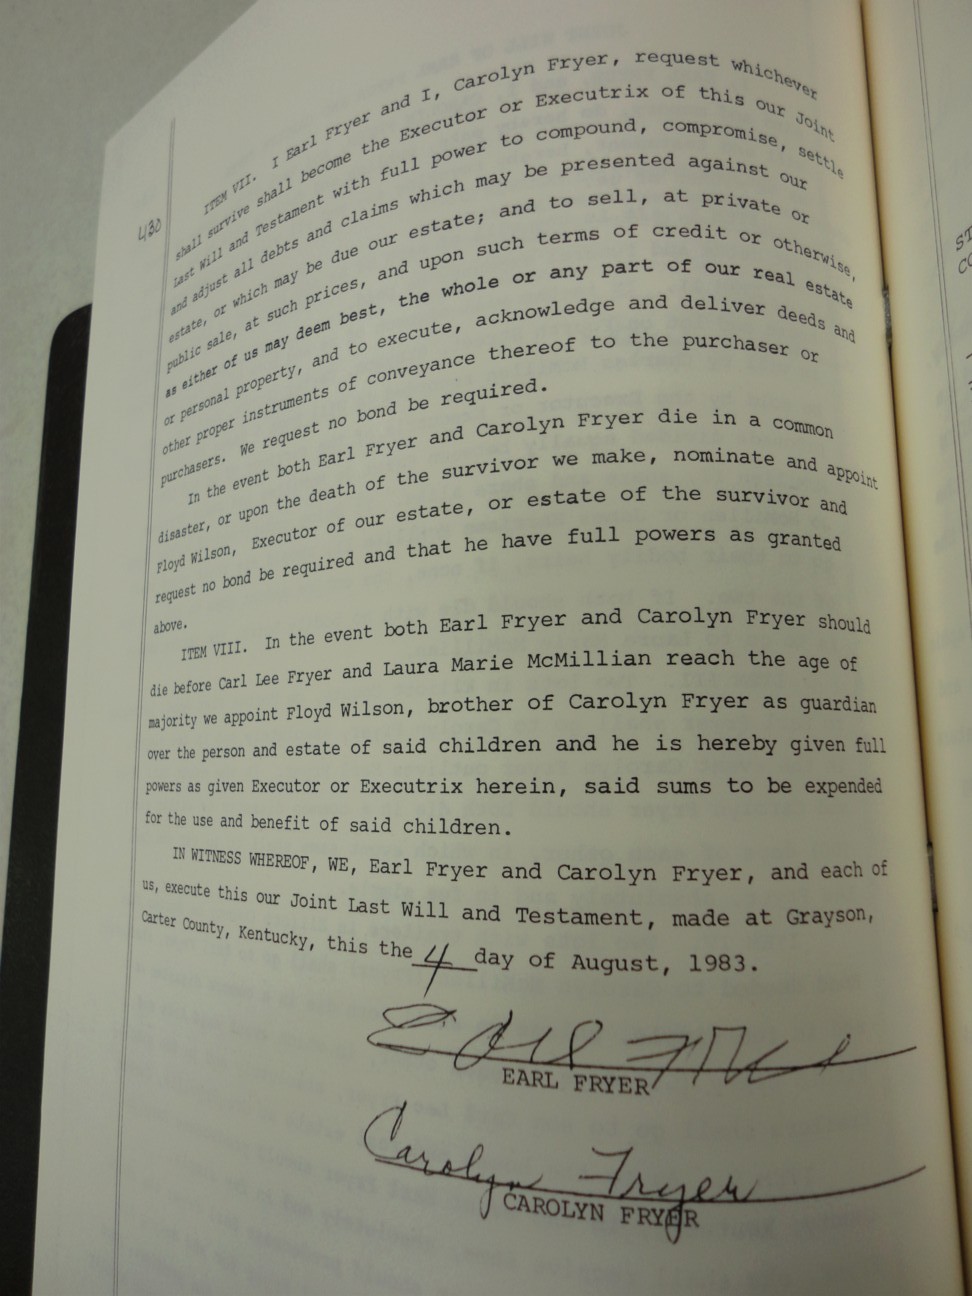 ITEM VII. I Earl Fryer and I, Carolyn Fryer, request whichever
shall survive shall become the Executor or Executrix of this our Joint
Last Will and Testament with full power to compound, compromise, settle
and adjust all debts and claims which may be presented against our
estate, or which may be due our estate; and to sell, at private or
public sale, at such prices, and upon such terms of credit or otherwise,
as either of us may deem best, the whole or any part of our real estate
or personal property, and to execute, acknowledge and deliver deeds and
other proper instruments of conveyance thereof to the purchaser or
purchasers. We request no bond be required.
In the event both Earl Fryer and Carolyn Fryer die in a common
disaster, or upon the death of the survivor we make, nominate and appoint
Floyd Wilson, Executor of our estate, or estate of the survivor and
request no bond be required and that he have full powers as granted
above.
ITEM VIII. In the event both Earl Fryer and Carolyn Fryer should
die before Carl Lee Fryer and Laura Marie McMillian reach the age of
majority we appoint Floyd Wilson, brother of Carolyn Fryer as guardian
over the person and estate of said children and he is hereby given full
powers as given Executor or Executrix herein, said sums to be expended
for the use and benefit of said children.
IN WITNESS WHEREOF, WE, Earl Fryer and Carolyn Fryer, and each of
us, execute this our Joint Last Will and Testament, made at Grayson,
Carter County, Kentucky, this the 4 day of August, 1983.
Earl Fryer
EARL FRYER
Carolyn Fryer
CAROLYN FRYER
430